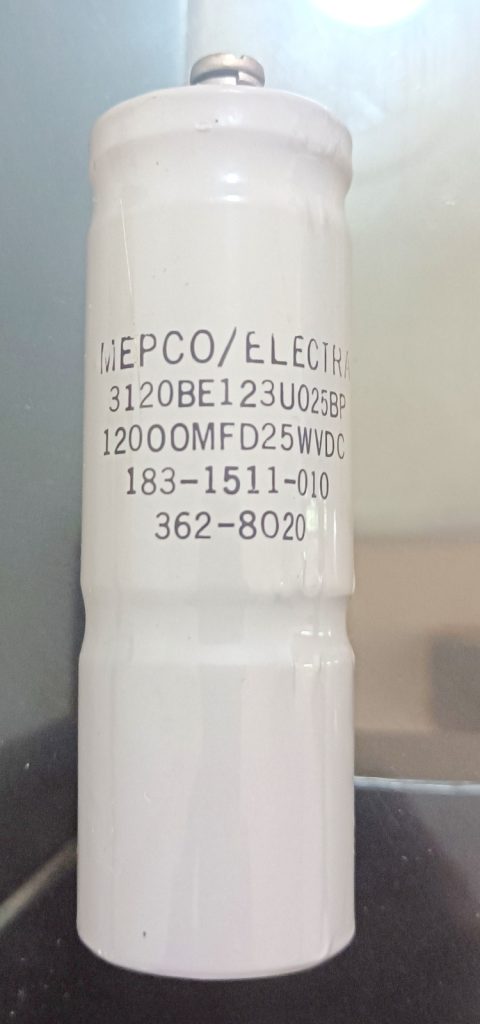 MEPCO/ELECTRA
3120BE123U025BP
12000MFD25WVDC
183-1511-010
362-8020